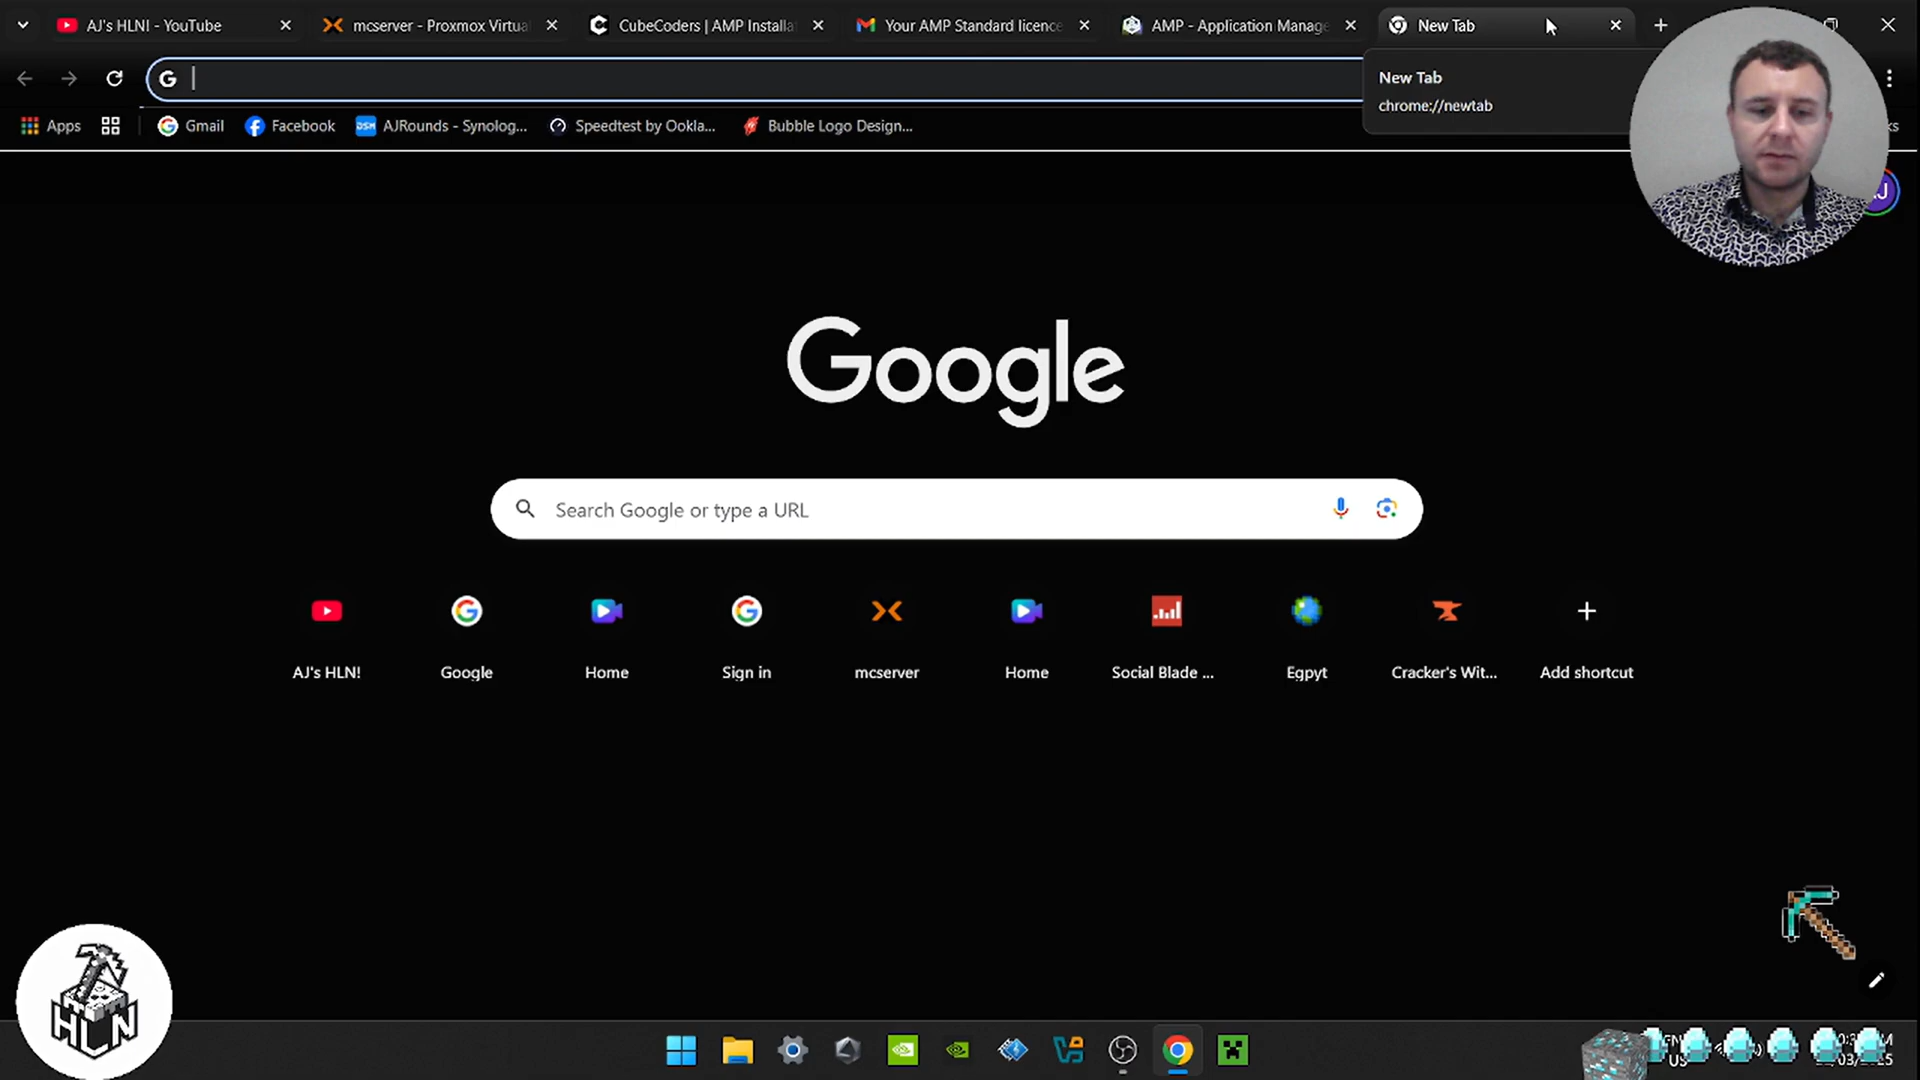 AJ's HLN! - YouTube
mcserver - Proxmox Virtua
CubeCoders | AMP Installa
Your AMP Standard licence
AMP - Application Manage
New Tab
New Tab
chrome://newtab
Apps
Gmail
Facebook
AJRounds - Synolog...
Speedtest by Ookla...
Bubble Logo Design...
Google
Search Google or type a URL
AJ's HLN!
Google
Home
Sign in
mcserver
Home
Social Blade ...
Egpyt
Cracker's Wit...
Add shortcut
HLN